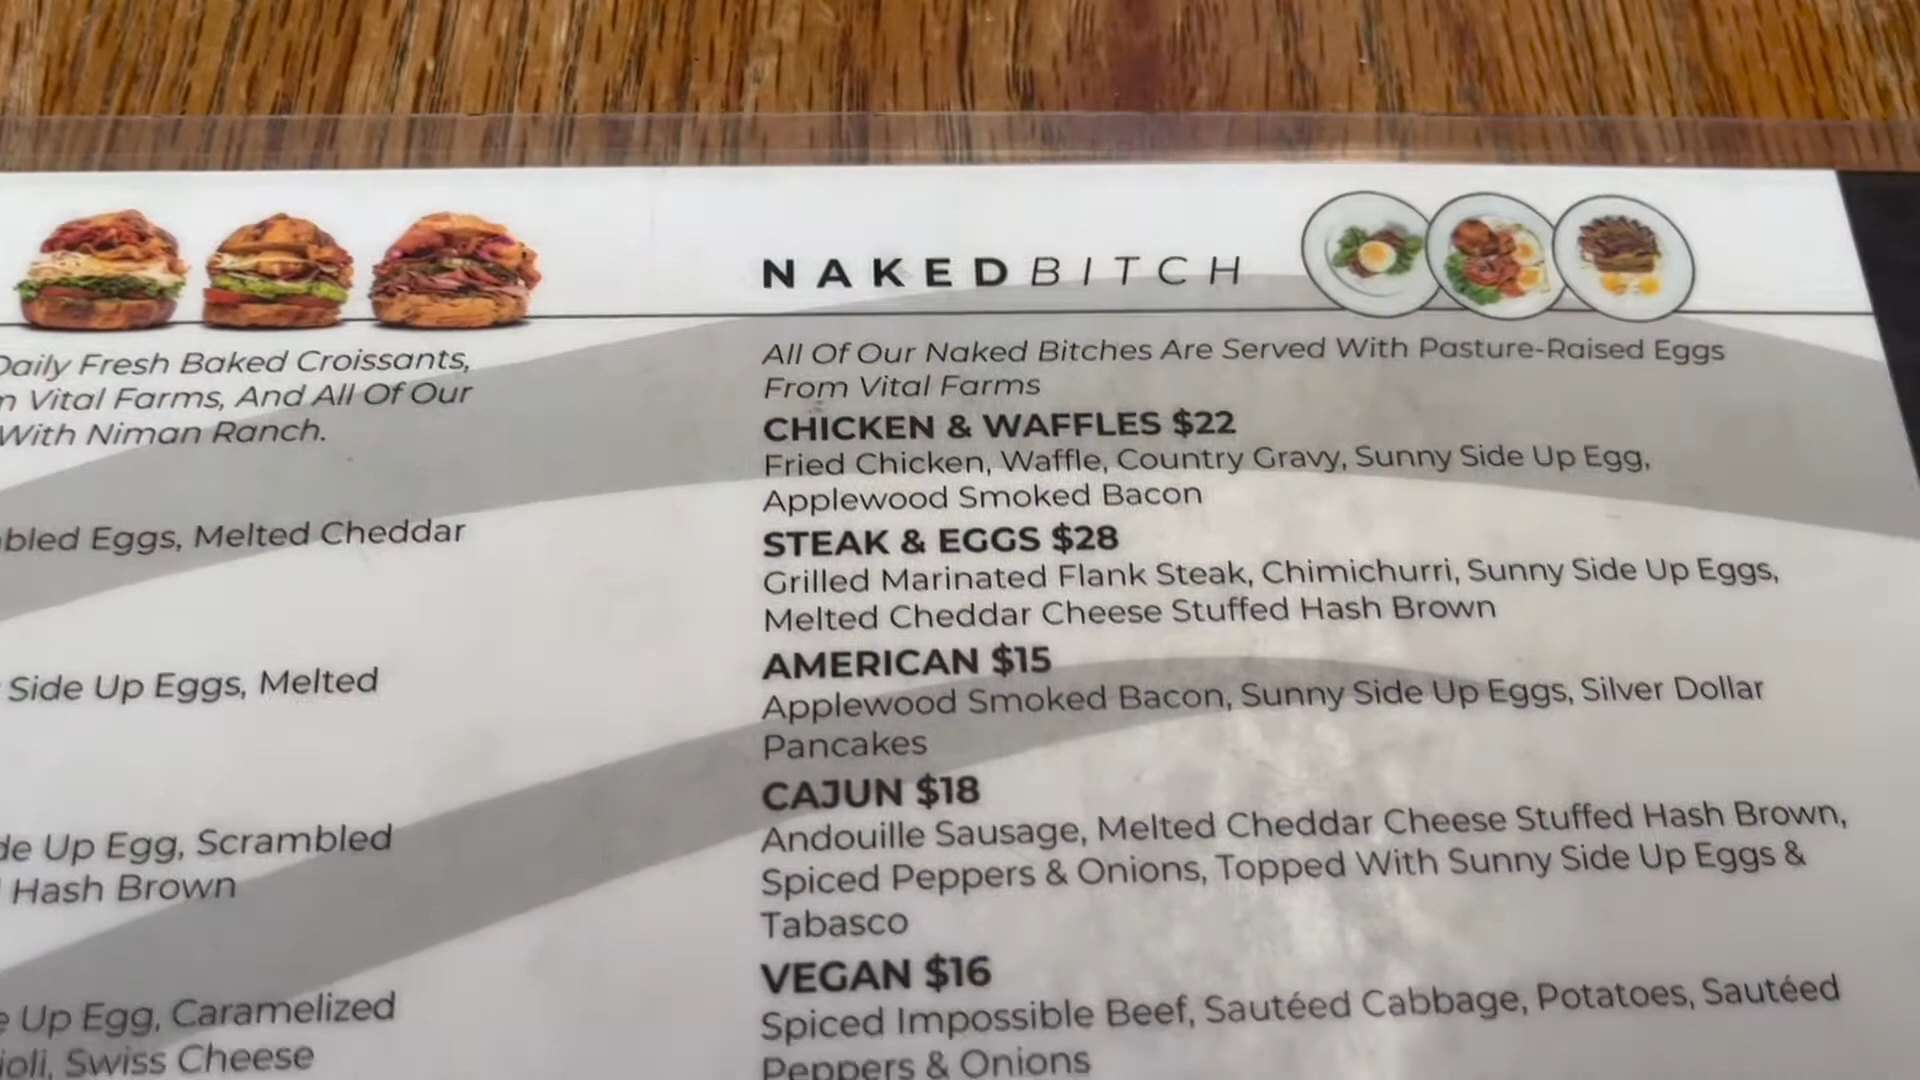 Daily Fresh Baked Croissants,
Vital Farms, And All Of Our
With Niman Ranch.
Eggs, Melted Cheddar
Side Up Eggs, Melted
Up Egg, Scrambled
Hash Brown
Up Egg, Caramelized
Swiss Cheese
NAKEDBITCH
All Of Our Naked Bitches Are Served With Pasture-Raised Eggs
From Vital Farms
CHICKEN & WAFFLES $22
Fried Chicken, Waffle, Country Gravy, Sunny Side Up Egg,
Applewood Smoked Bacon
STEAK & EGGS $28
Grilled Marinated Flank Steak, Chimichurri, Sunny Side Up Eggs,
Melted Cheddar Cheese Stuffed Hash Brown
AMERICAN $15
Applewood Smoked Bacon, Sunny Side Up Eggs, Silver Dollar
Pancakes
CAJUN $18
Andouille Sausage, Melted Cheddar Cheese Stuffed Hash Brown,
Spiced Peppers & Onions, Topped With Sunny Side Up Eggs &
Tabasco
VEGAN $16
Spiced Impossible Beef, Sautéed Cabbage, Potatoes, Sautéed
Peppers & Onions